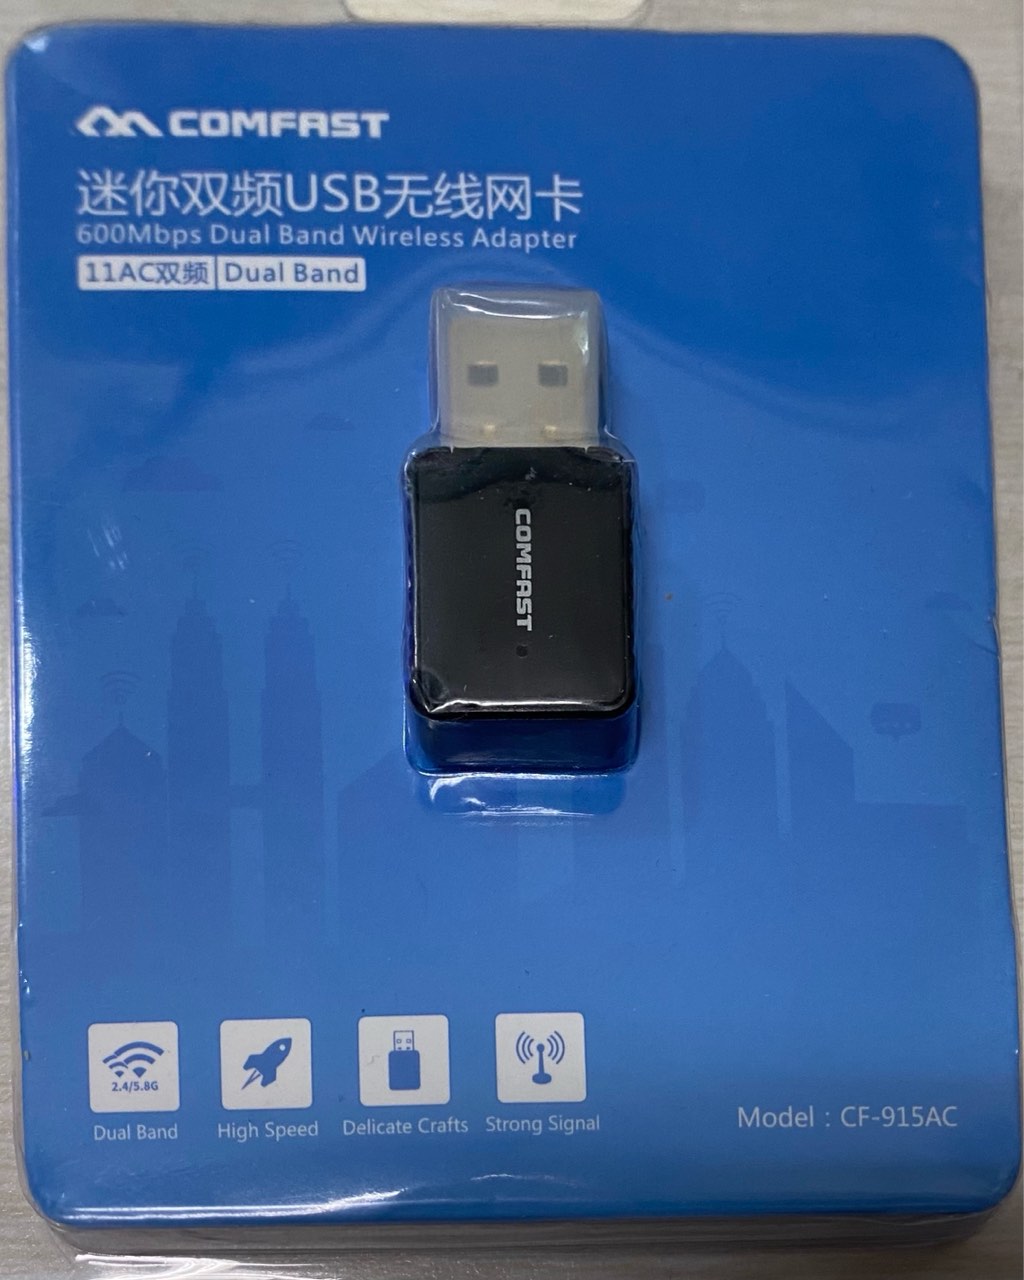 COMFAST
迷你双频USB无线网卡
600Mbps Dual Band Wireless Adapter
11AC双频 Dual Band
COMFAST
2.4/5.8G
Dual Band
High Speed
Delicate Crafts
Strong Signal
Model : CF-915AC